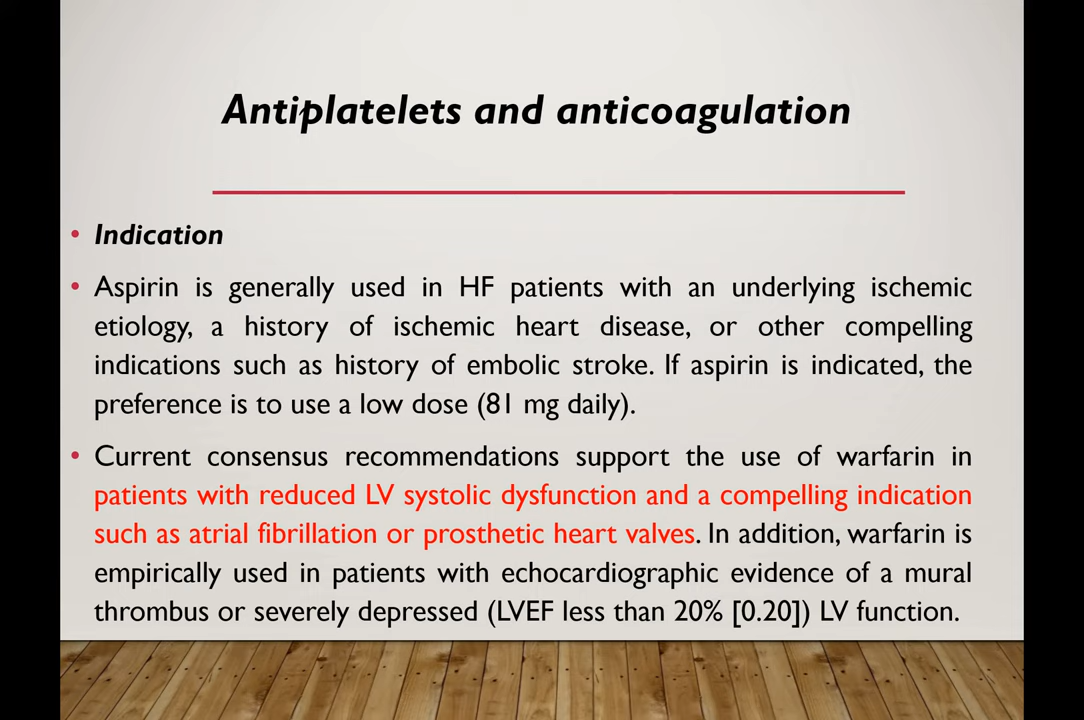 Antiplatelets and anticoagulation
• Indication
• Aspirin is generally used in HF patients with an underlying ischemic
etiology, a history of ischemic heart disease, or other compelling
indications such as history of embolic stroke. If aspirin is indicated, the
preference is to use a low dose (81 mg daily).
• Current consensus recommendations support the use of warfarin in
patients with reduced LV systolic dysfunction and a compelling indication
such as atrial fibrillation or prosthetic heart valves. In addition, warfarin is
empirically used in patients with echocardiographic evidence of a mural
thrombus or severely depressed (LVEF less than 20% [0.20]) LV function.